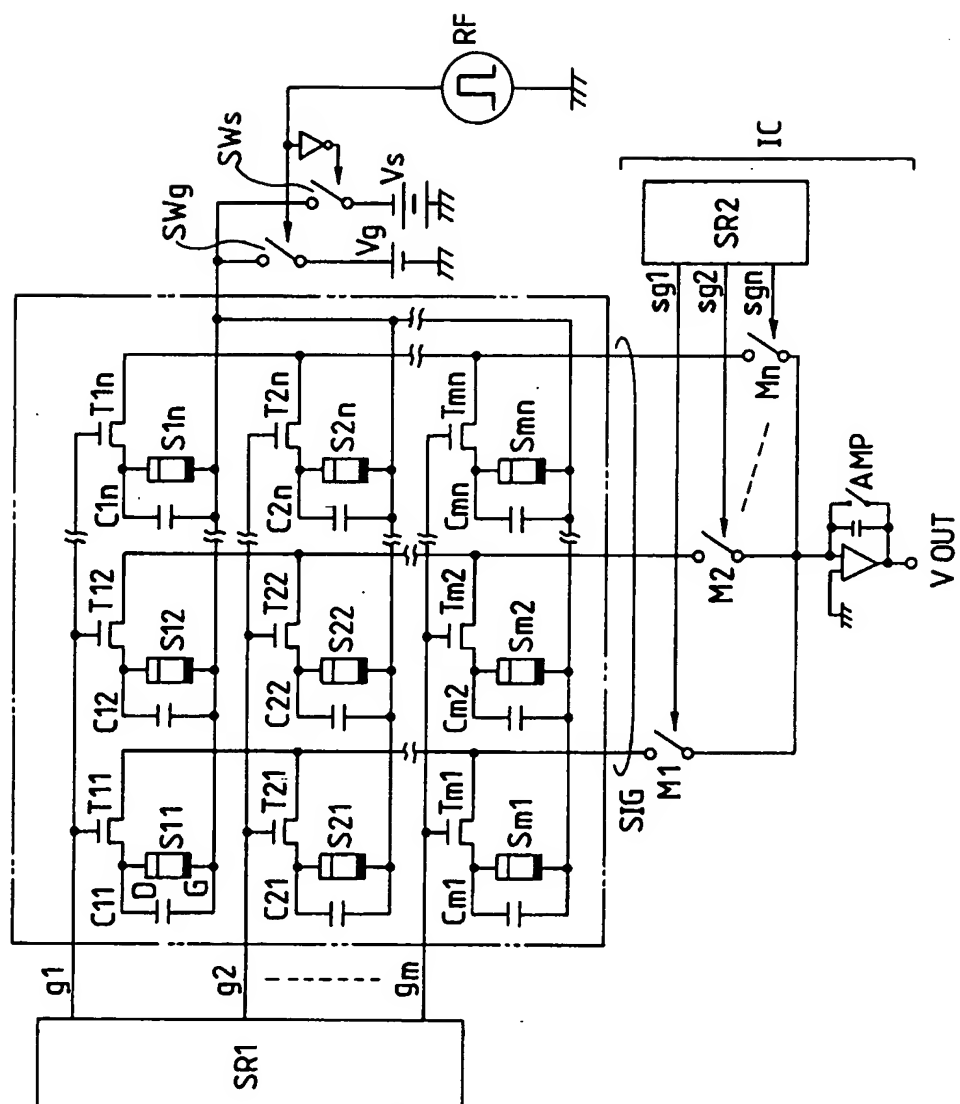 RF
SWs
SWg
Vs
Vg
T11
T12
T1n
g1
C11
D
G
S11
C12
S12
C1n
S1n
T21
T22
T2n
g2
C21
S21
C22
S22
C2n
S2n
Tm1
Tm2
Tmn
gm
Cm1
Sm1
Cm2
Sm2
Cmn
Smn
SR1
SIG
sg1
sg2
sgn
SR2
IC
M1
M2
Mn
AMP
V OUT